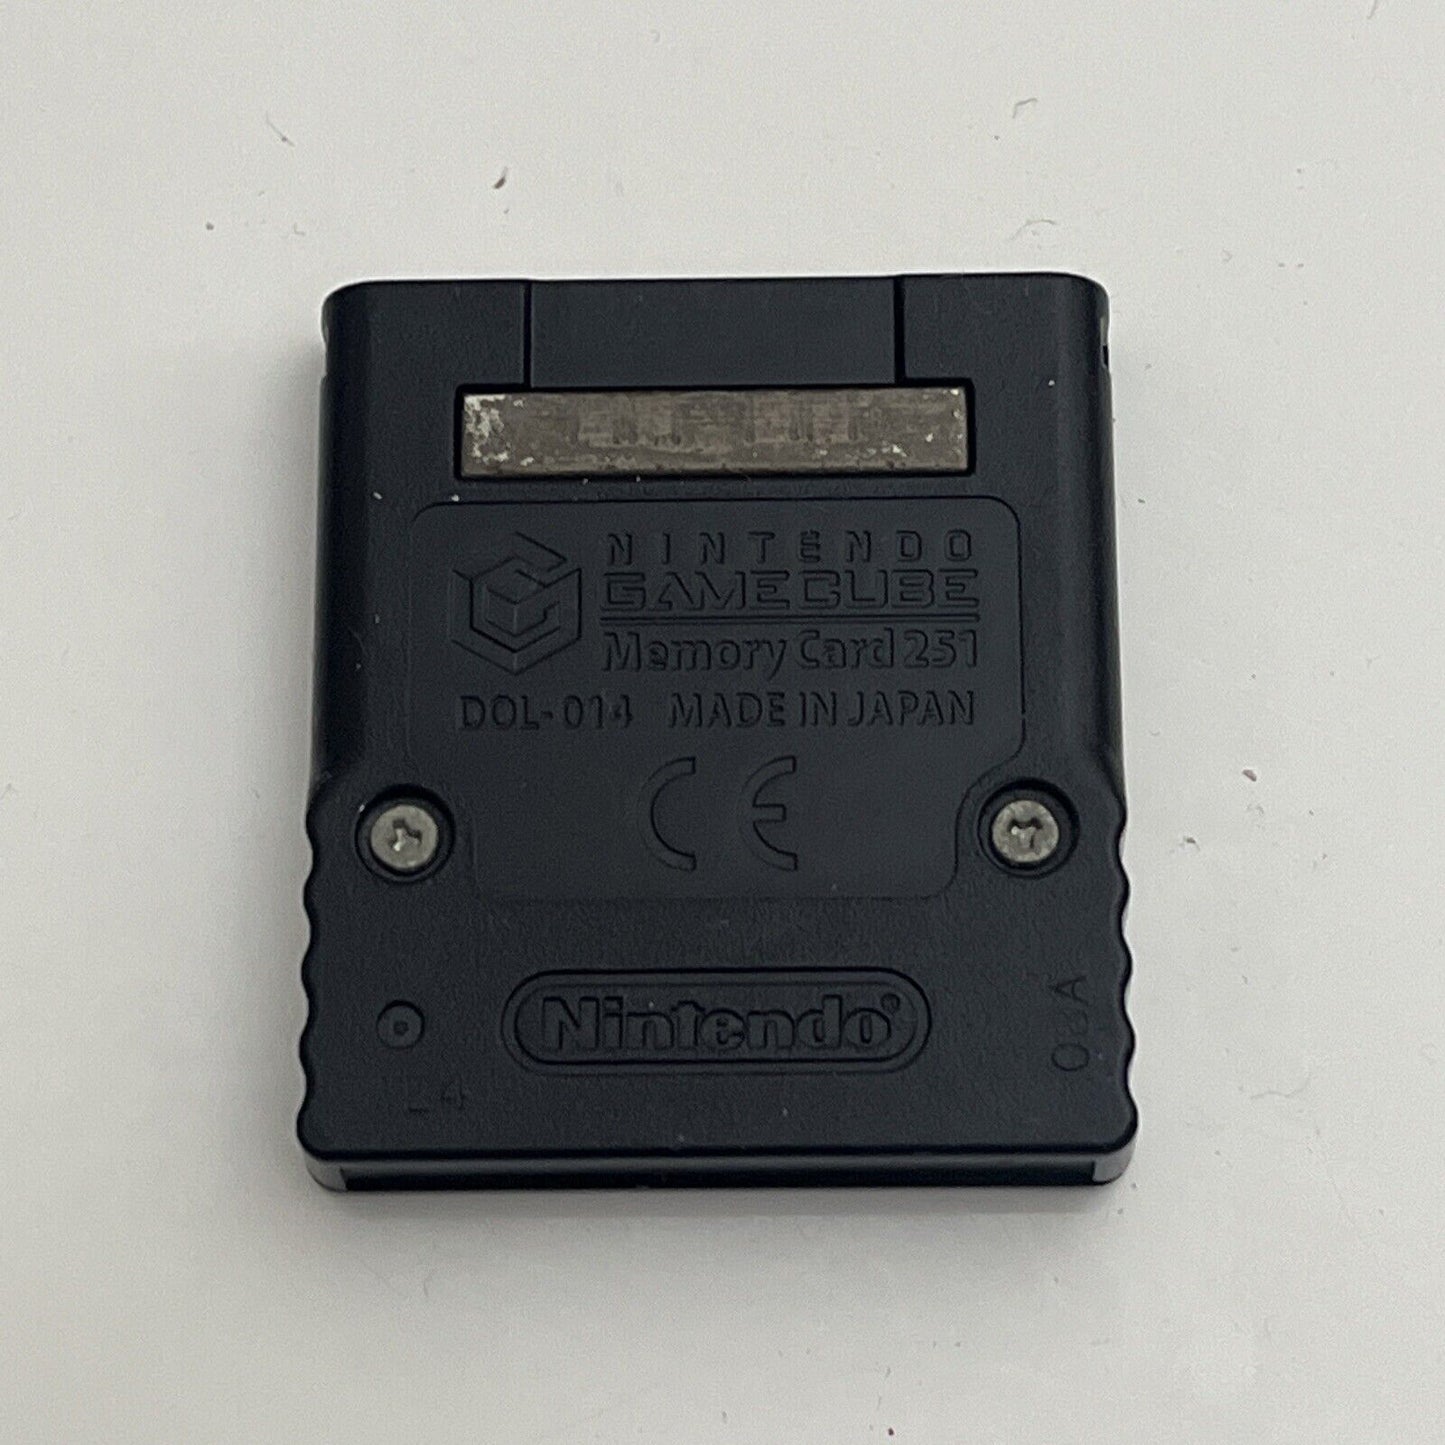 NINTENDO
GAMECUBE
Memory Card 251
DOL-014 MADE IN JAPAN
CE
Nintendo®